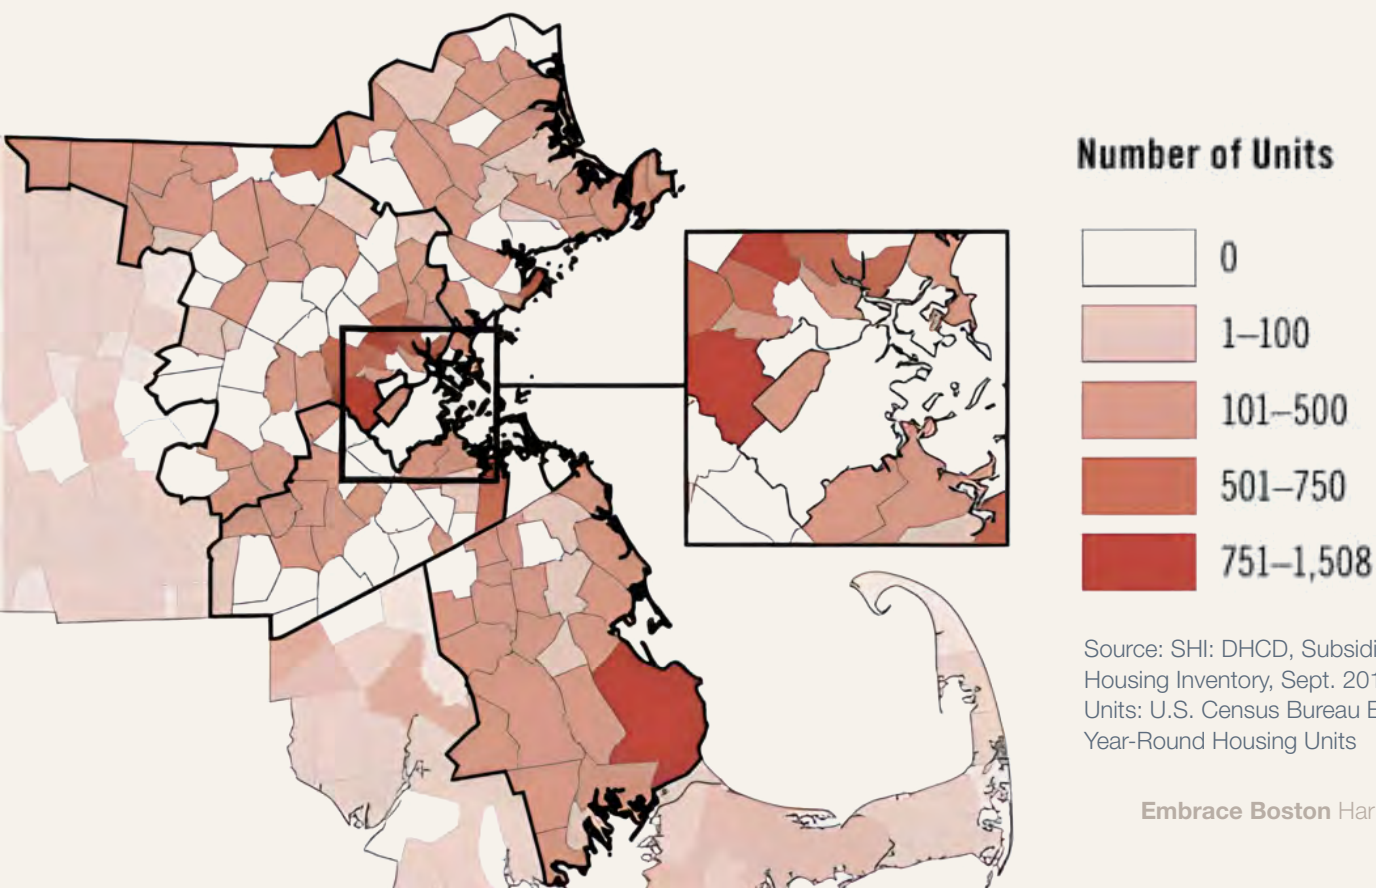 Number of Units
0
1–100
101–500
501–750
751–1,508
Source: SHI: DHCD, Subsidi
Housing Inventory, Sept. 201
Units: U.S. Census Bureau
Year-Round Housing Units
Embrace Boston Har